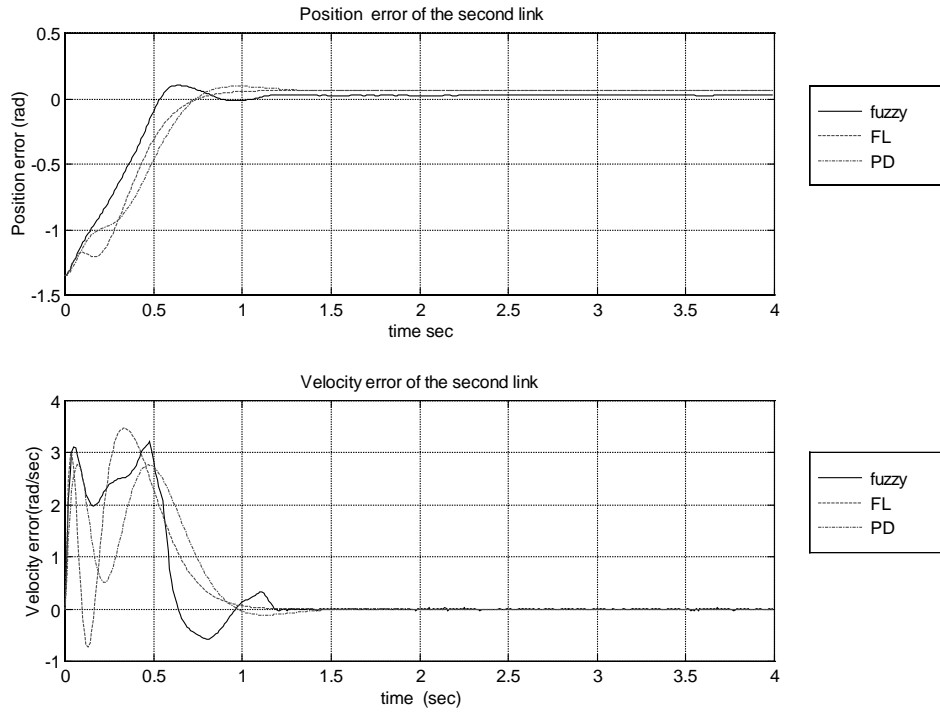 Position error of the second link
0.5
0
-0.5
-1
-1.5
Position error (rad)
0 0.5 1 1.5 2 2.5 3 3.5 4
time sec
fuzzy
FL
PD
Velocity error of the second link
4
3
2
1
0
-1
Velocity error(rad/sec)
0 0.5 1 1.5 2 2.5 3 3.5 4
time (sec)
fuzzy
FL
PD